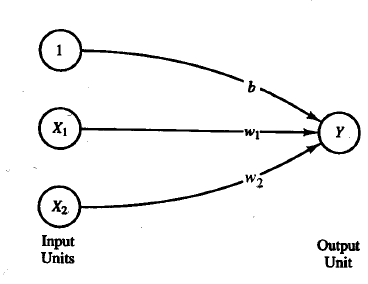 1
b
X₁
w₁
Y
X₂
w₂
Input
Units
Output
Unit